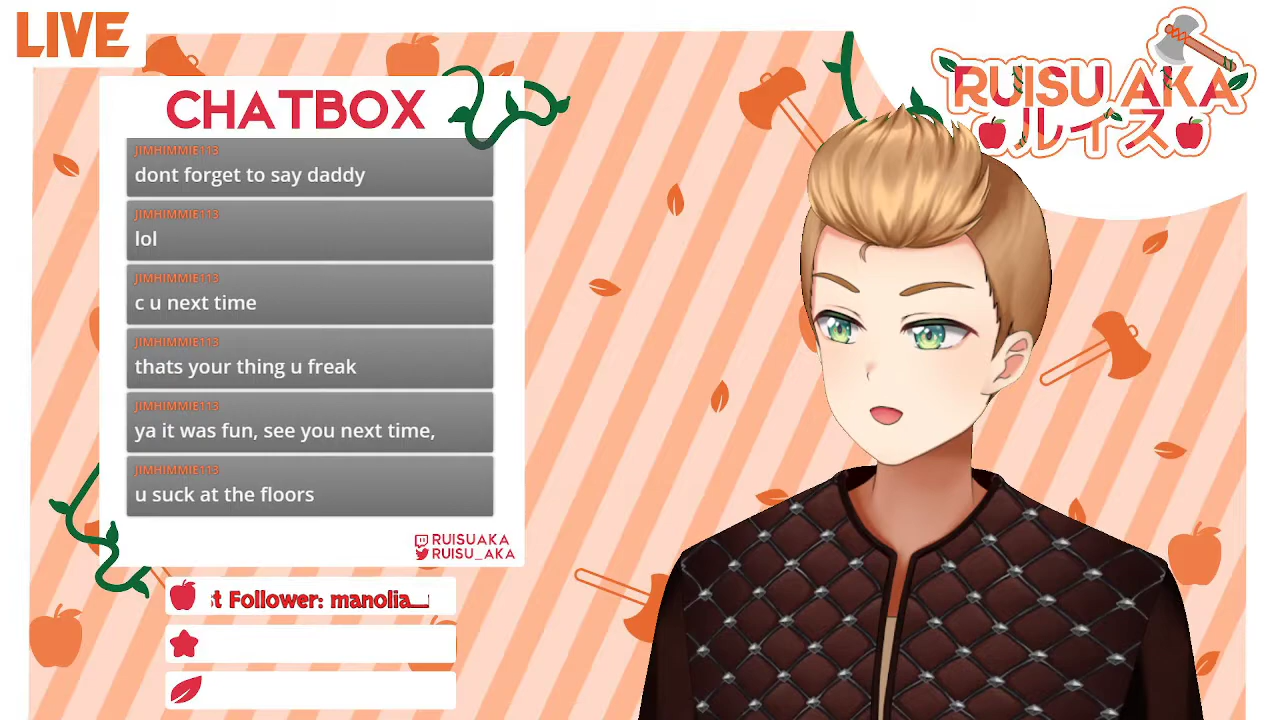 LIVE
RUISU AKA
ルイス
CHATBOX
JIMHIMMIE113
dont forget to say daddy
JIMHIMMIE113
lol
JIMHIMMIE113
c u next time
JIMHIMMIE113
thats your thing u freak
JIMHIMMIE113
ya it was fun, see you next time,
JIMHIMMIE113
u suck at the floors
RUISUAKA
RUISU_AKA
st Follower: manolia_